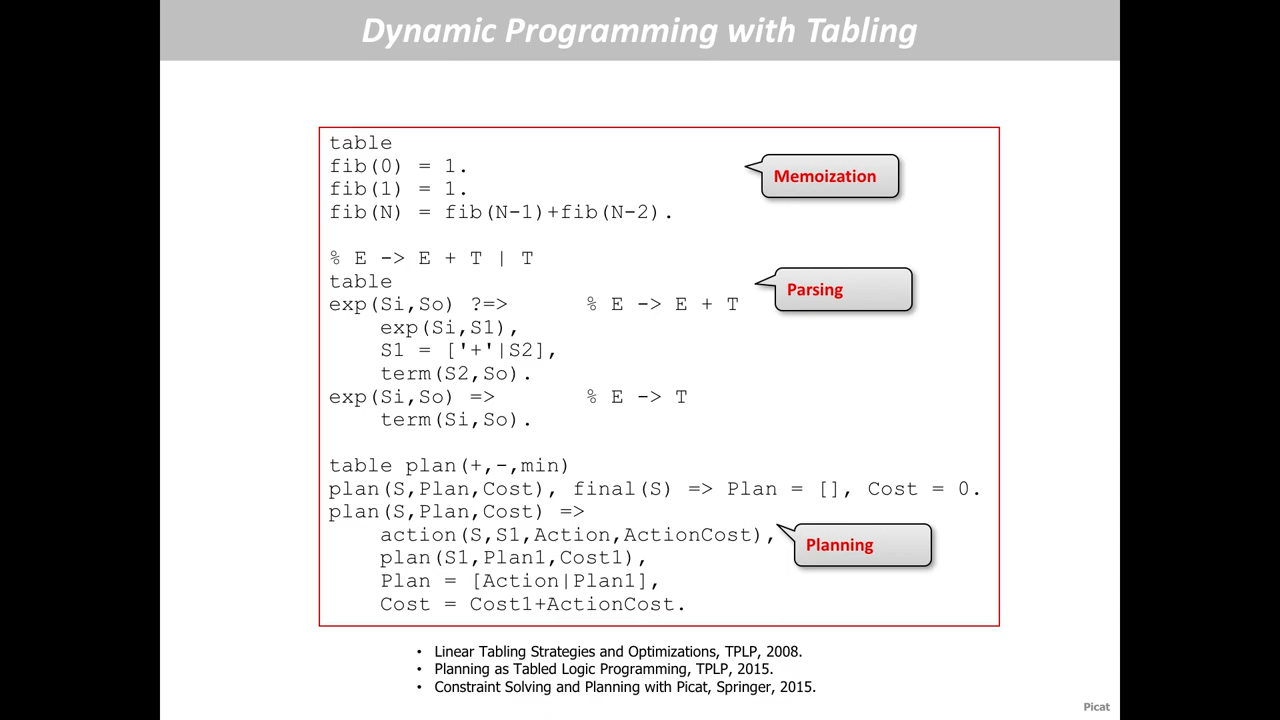 Dynamic Programming with Tabling
table
fib(0) = 1.
fib(1) = 1.
fib(N) = fib(N-1)+fib(N-2).
Memoization
% E -> E + T | T
table
exp(Si,So) ?=>      % E -> E + T
    exp(Si,S1),
    S1 = ['+'|S2],
    term(S2,So).
exp(Si,So) =>       % E -> T
    term(Si,So).
Parsing
table plan(+,-,min)
plan(S,Plan,Cost), final(S) => Plan = [], Cost = 0.
plan(S,Plan,Cost) =>
    action(S,S1,Action,ActionCost),
    plan(S1,Plan1,Cost1),
    Plan = [Action|Plan1],
    Cost = Cost1+ActionCost.
Planning
• Linear Tabling Strategies and Optimizations, TPLP, 2008.
• Planning as Tabled Logic Programming, TPLP, 2015.
• Constraint Solving and Planning with Picat, Springer, 2015.
Picat